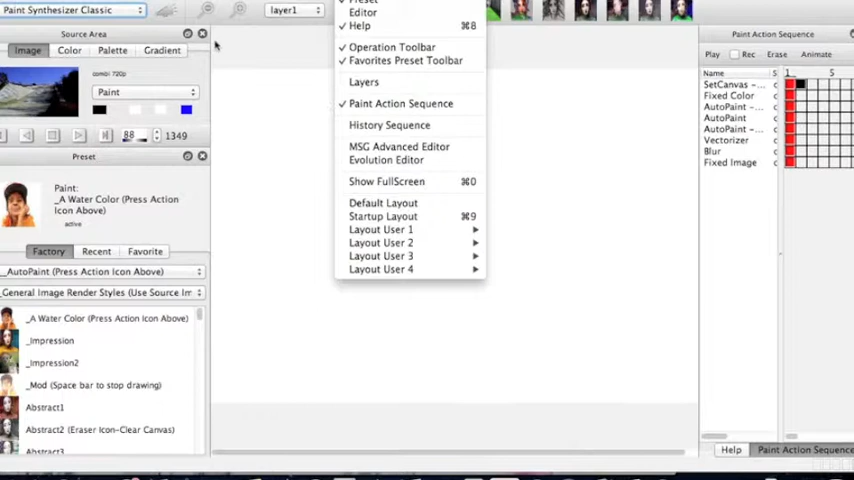 Paint Synthesizer Classic
layer1
Source Area
Image Color Palette Gradient
combi 720p
Paint
88 1349
Preset
Paint:
_A Water Color (Press Action
Icon Above)
active
Factory Recent Favorite
_AutoPaint (Press Action Icon Above)
_General Image Render Styles (Use Source Im
_A Water Color (Press Action Icon Above)
_Impression
_Impression2
_Mod (Space bar to stop drawing)
Abstract1
Abstract2 (Eraser Icon-Clear Canvas)
Abstract3
Preset
Editor
✓ Help ⌘8
✓ Operation Toolbar
✓ Favorites Preset Toolbar
Layers
✓ Paint Action Sequence
History Sequence
MSG Advanced Editor
Evolution Editor
Show FullScreen ⌘0
Default Layout
Startup Layout ⌘9
Layout User 1
Layout User 2
Layout User 3
Layout User 4
Paint Action Sequence
Play Rec Erase Animate
Name S 1 5
SetCanvas -... c
Fixed Color c
AutoPaint -... c
AutoPaint c
AutoPaint -... c
Vectorizer c
Blur c
Fixed Image c
Help Paint Action Sequence